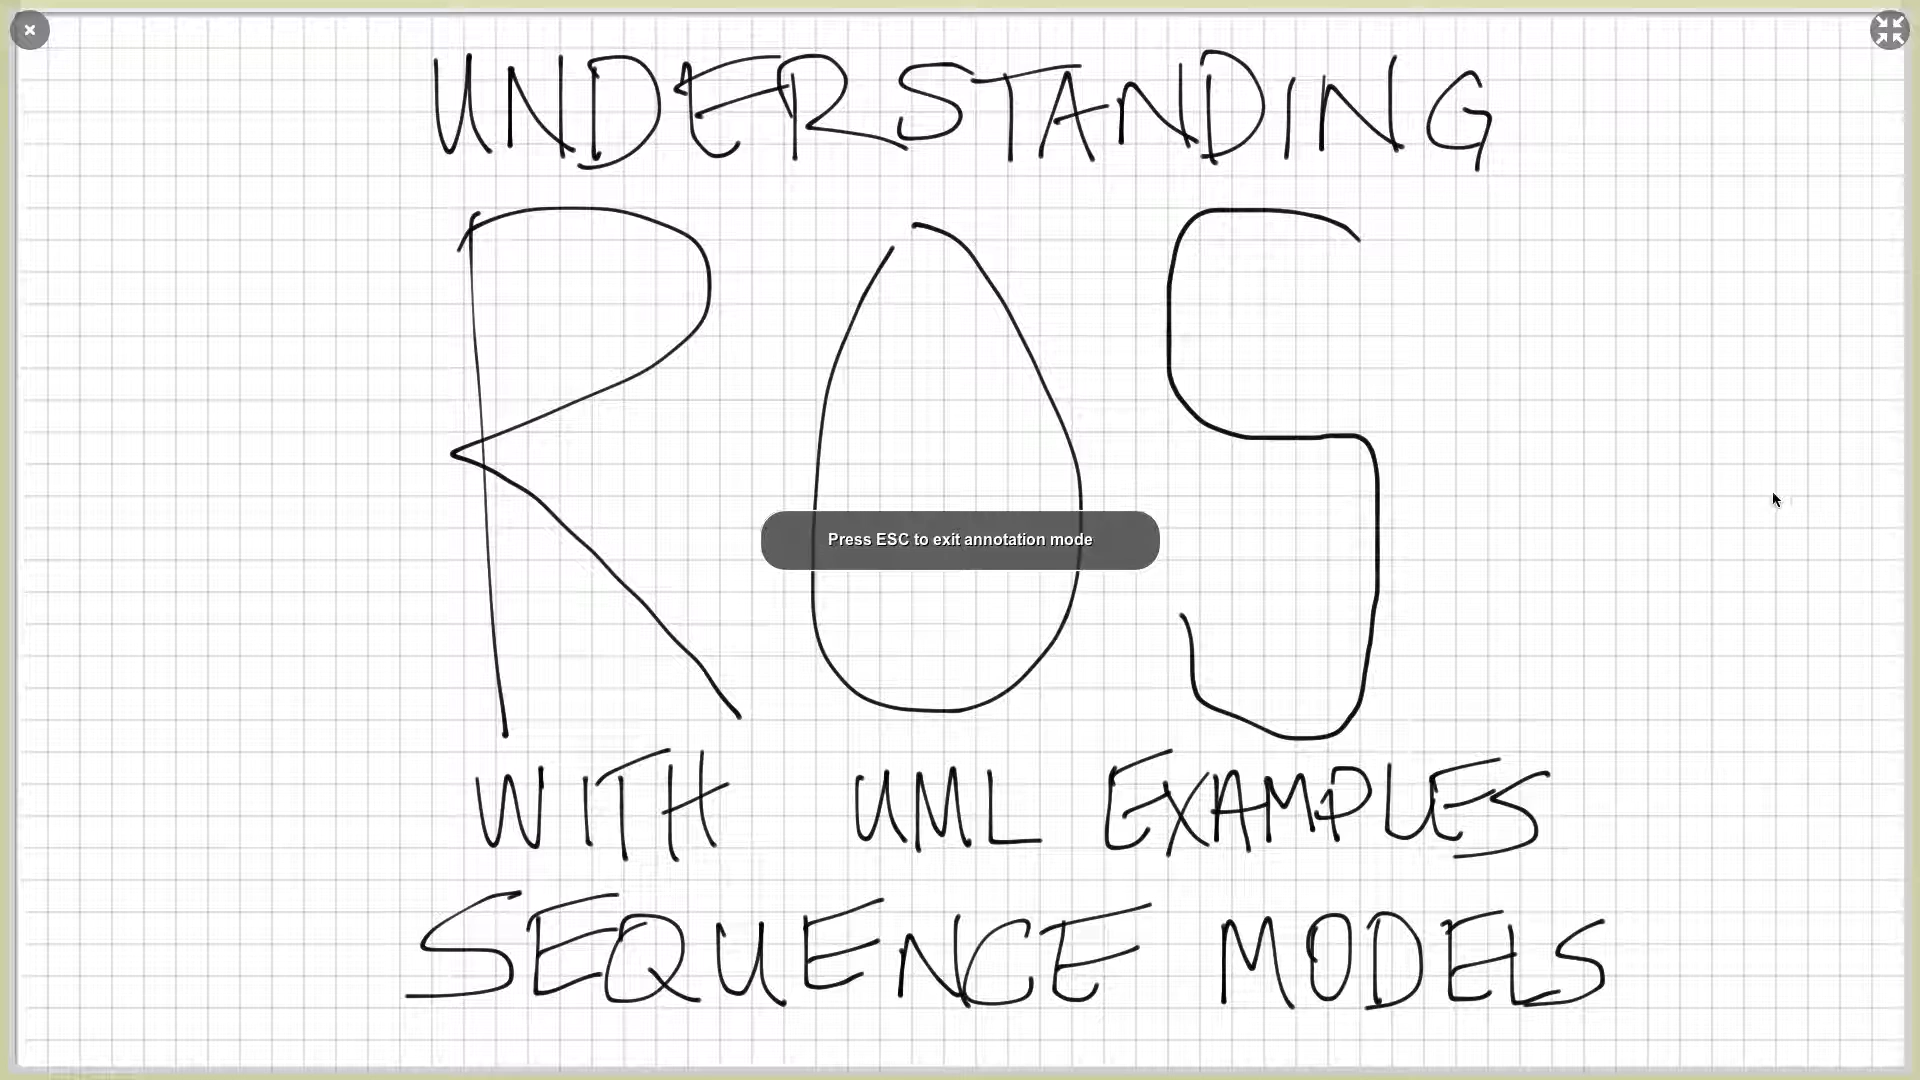 UNDERSTANDING
ROS
Press ESC to exit annotation mode
WITH UML EXAMPLES
SEQUENCE MODELS